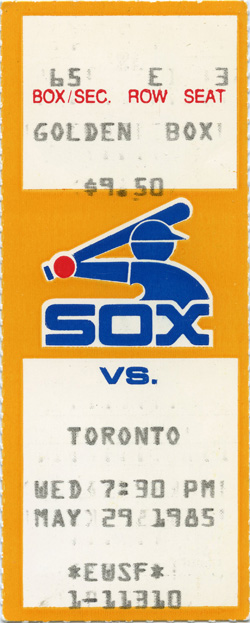 65 E 3
BOX/SEC. ROW SEAT
GOLDEN BOX
$9.50
SOX
VS.
TORONTO
WED 7:30 PM
MAY 29 1985
*EWSF*
1-11310